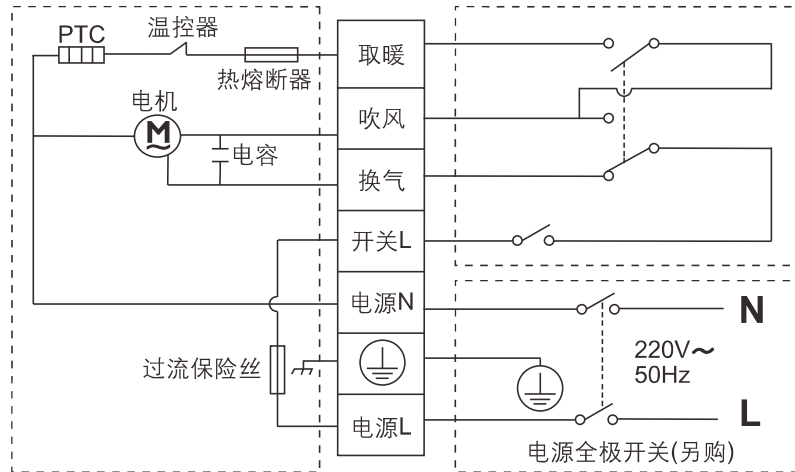 PTC
温控器
热熔断器
电机
M
电容
过流保险丝
取暖
吹风
换气
开关L
电源N
电源L
N
220V～
50Hz
L
电源全极开关(另购)